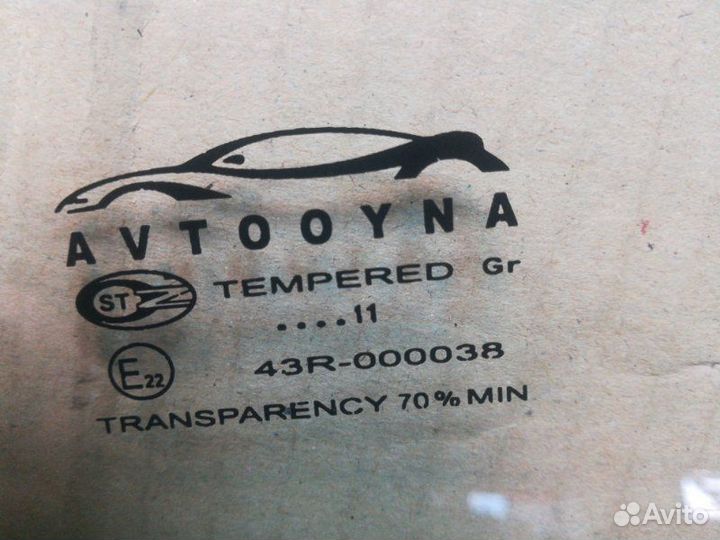 AVTOOYNA
ST TEMPERED Gr
....11
E22 43R-000038
TRANSPARENCY 70% MIN
Avito